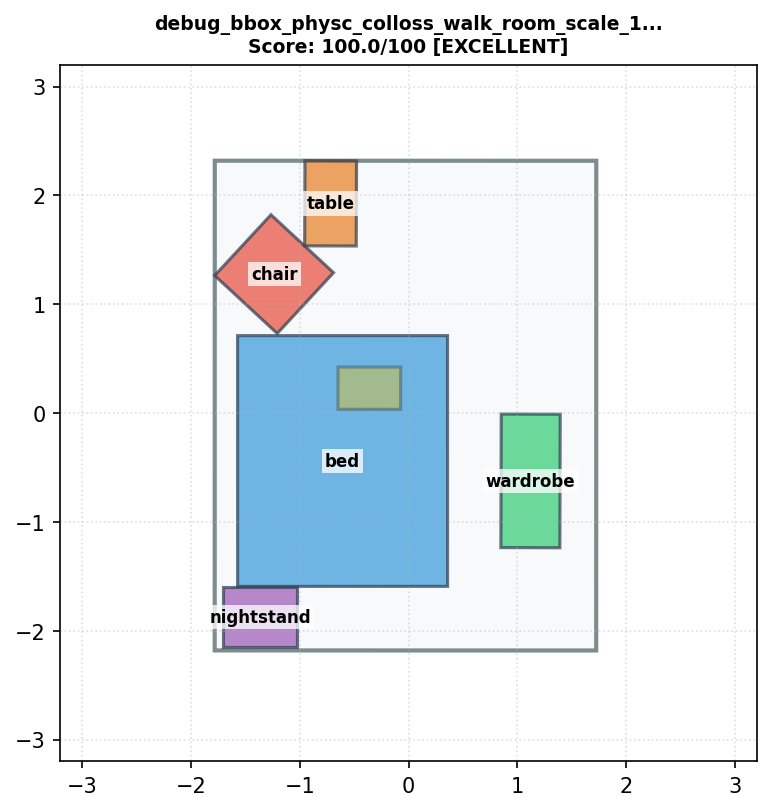 debug_bbox_physc_colloss_walk_room_scale_1...
Score: 100.0/100 [EXCELLENT]
3
2
1
0
−1
−2
−3
table
chair
bed
wardrobe
nightstand
−3
−2
−1
0
1
2
3